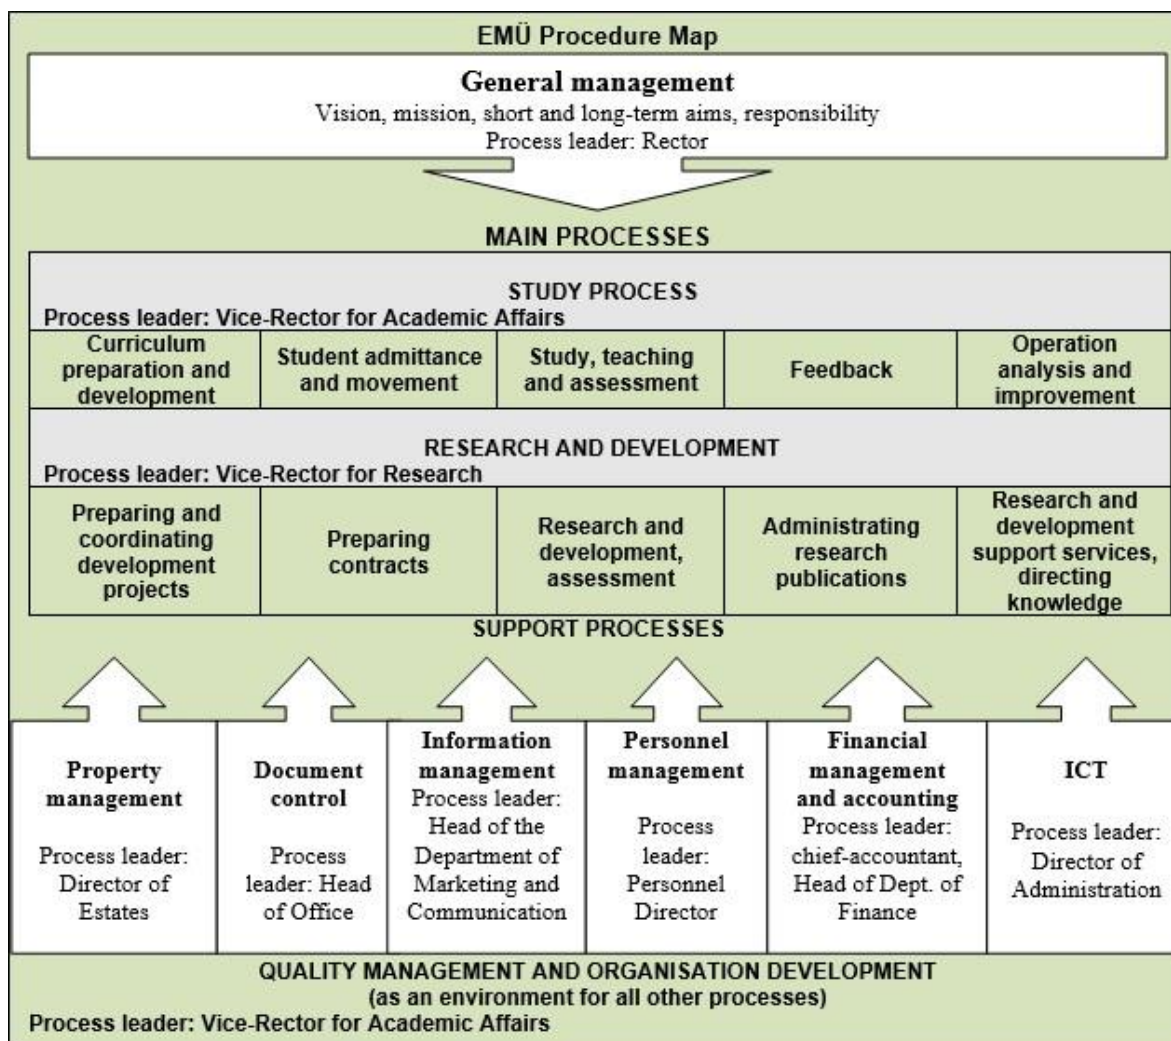 EMÜ Procedure Map
General management
Vision, mission, short and long-term aims, responsibility
Process leader: Rector
MAIN PROCESSES
STUDY PROCESS
Process leader: Vice-Rector for Academic Affairs
Curriculum
preparation and
development
Student admittance
and movement
Study, teaching
and assessment
Feedback
Operation
analysis and
improvement
RESEARCH AND DEVELOPMENT
Process leader: Vice-Rector for Research
Preparing and
coordinating
development
projects
Preparing
contracts
Research and
development,
assessment
Administrating
research
publications
Research and
development
support services,
directing
knowledge
SUPPORT PROCESSES
Property
management
Process leader:
Director of
Estates
Document
control
Process
leader: Head
of Office
Information
management
Process leader:
Head of the
Department of
Marketing and
Communication
Personnel
management
Process
leader:
Personnel
Director
Financial
management
and accounting
Process leader:
chief-accountant,
Head of Dept. of
Finance
ICT
Process leader:
Director of
Administration
QUALITY MANAGEMENT AND ORGANISATION DEVELOPMENT
(as an environment for all other processes)
Process leader: Vice-Rector for Academic Affairs